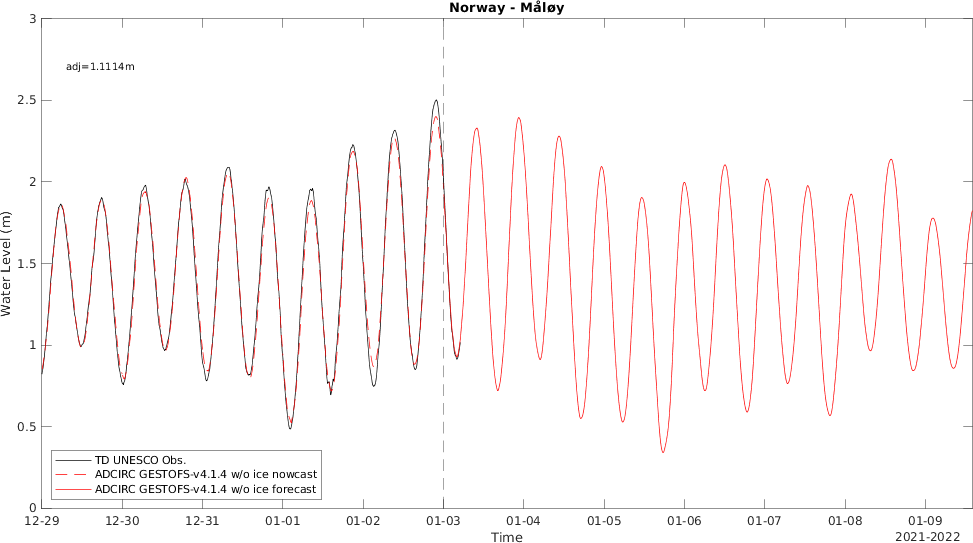 Norway - Måløy
3
adj=1.1114m
2.5
2
Water Level (m)
1.5
1
0.5
TD UNESCO Obs.
ADCIRC GESTOFS-v4.1.4 w/o ice nowcast
ADCIRC GESTOFS-v4.1.4 w/o ice forecast
0
12-29 12-30 12-31 01-01 01-02 01-03 01-04 01-05 01-06 01-07 01-08 01-09
Time
2021-2022